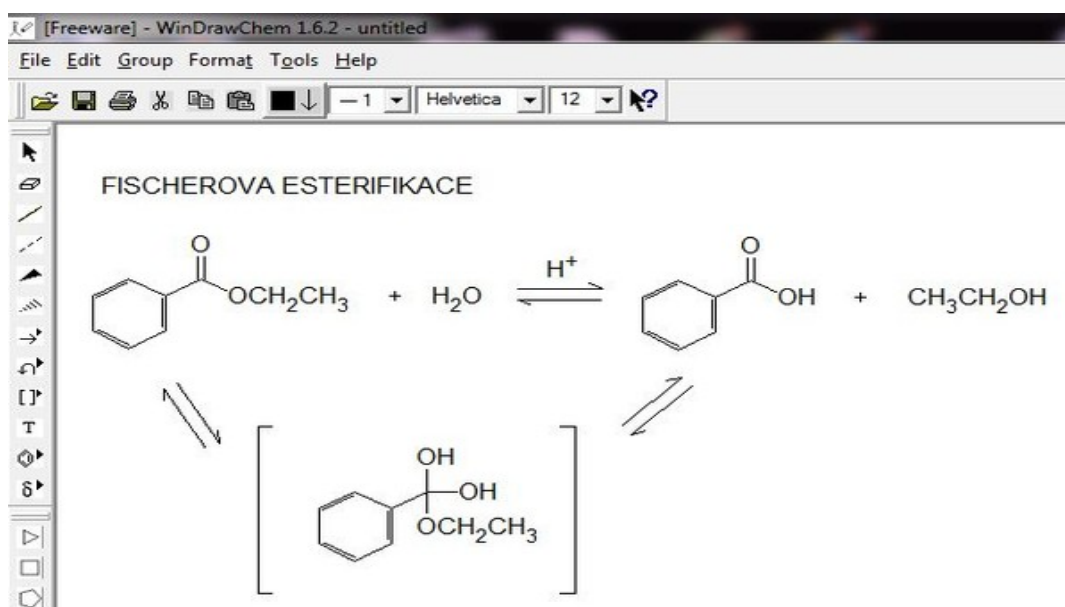 [Freeware] - WinDrawChem 1.6.2 - untitled
File Edit Group Format Tools Help
— 1 Helvetica 12
FISCHEROVA ESTERIFIKACE
O
OCH₂CH₃ + H₂O H⁺ O
OH + CH₃CH₂OH
[ ]
T
δ
OH
OH
OCH₂CH₃